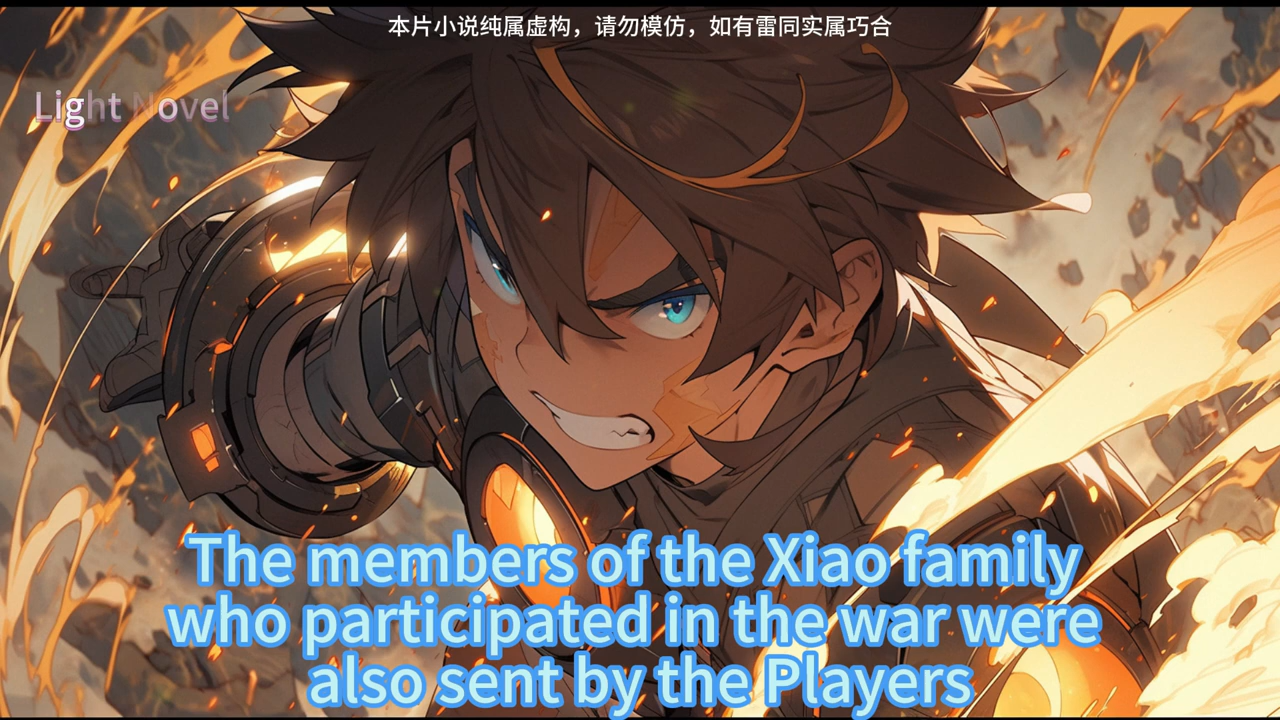 本片小说纯属虚构，请勿模仿，如有雷同实属巧合
Light Novel
The members of the Xiao family
who participated in the war were
also sent by the Players